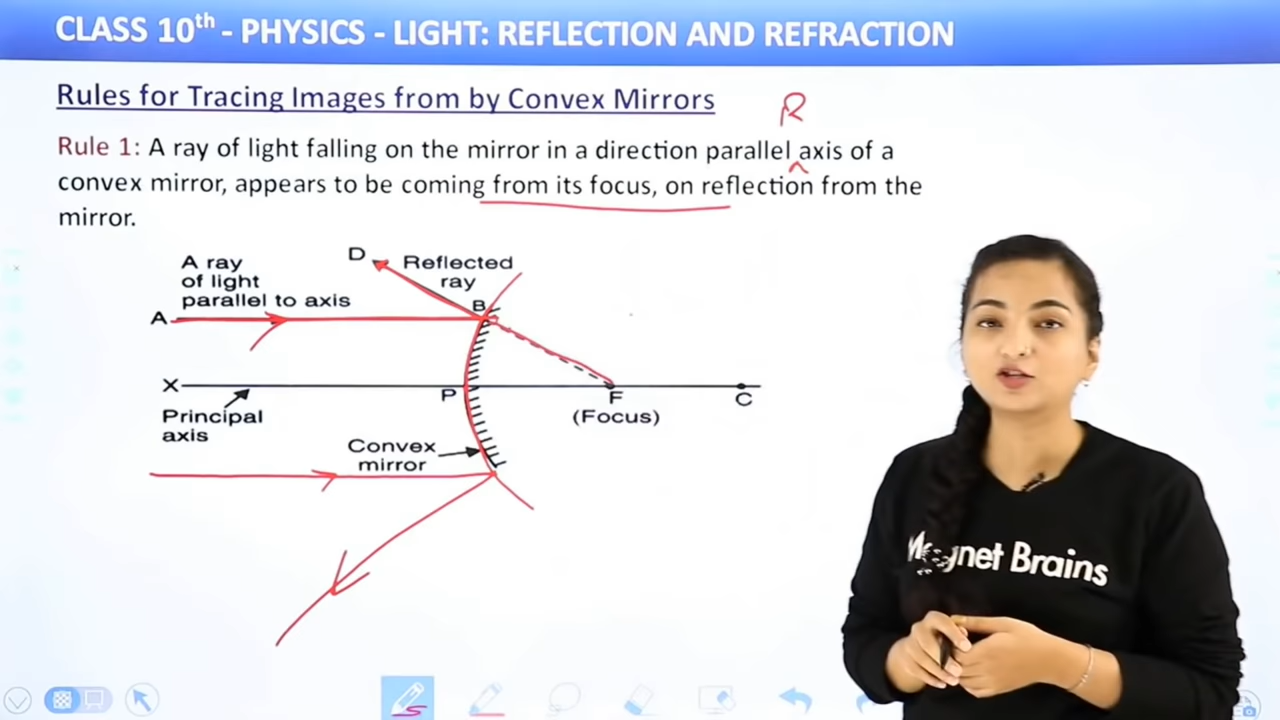 CLASS 10th - PHYSICS - LIGHT: REFLECTION AND REFRACTION
Rules for Tracing Images from by Convex Mirrors
R
Rule 1: A ray of light falling on the mirror in a direction parallel ^ axis of a
convex mirror, appears to be coming from its focus, on reflection from the
mirror.
A ray
of light
parallel to axis
D
Reflected
ray
B
A
X
P
F
(Focus)
C
Principal
axis
Convex
mirror
Magnet Brains